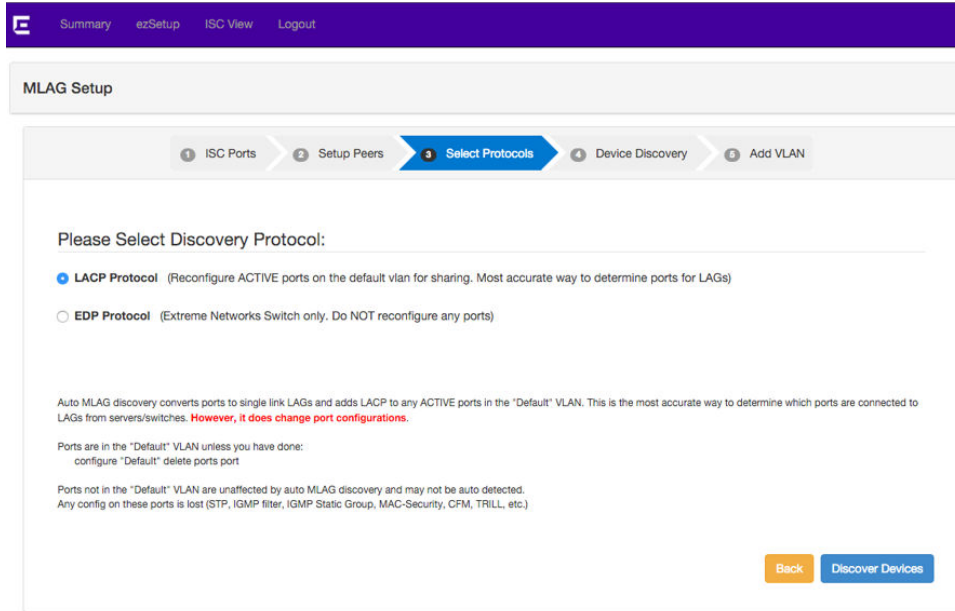 Summary ezSetup ISC View Logout
MLAG Setup
1 ISC Ports 2 Setup Peers 3 Select Protocols 4 Device Discovery 5 Add VLAN
Please Select Discovery Protocol:
LACP Protocol (Reconfigure ACTIVE ports on the default vlan for sharing. Most accurate way to determine ports for LAGs)
EDP Protocol (Extreme Networks Switch only. Do NOT reconfigure any ports)
Auto MLAG discovery converts ports to single link LAGs and adds LACP to any ACTIVE ports in the "Default" VLAN. This is the most accurate way to determine which ports are connected to
LAGs from servers/switches. However, it does change port configurations.
Ports are in the "Default" VLAN unless you have done:
configure "Default" delete ports port
Ports not in the "Default" VLAN are unaffected by auto MLAG discovery and may not be auto detected.
Any config on these ports is lost (STP, IGMP filter, IGMP Static Group, MAC-Security, CFM, TRILL, etc.)
Back Discover Devices